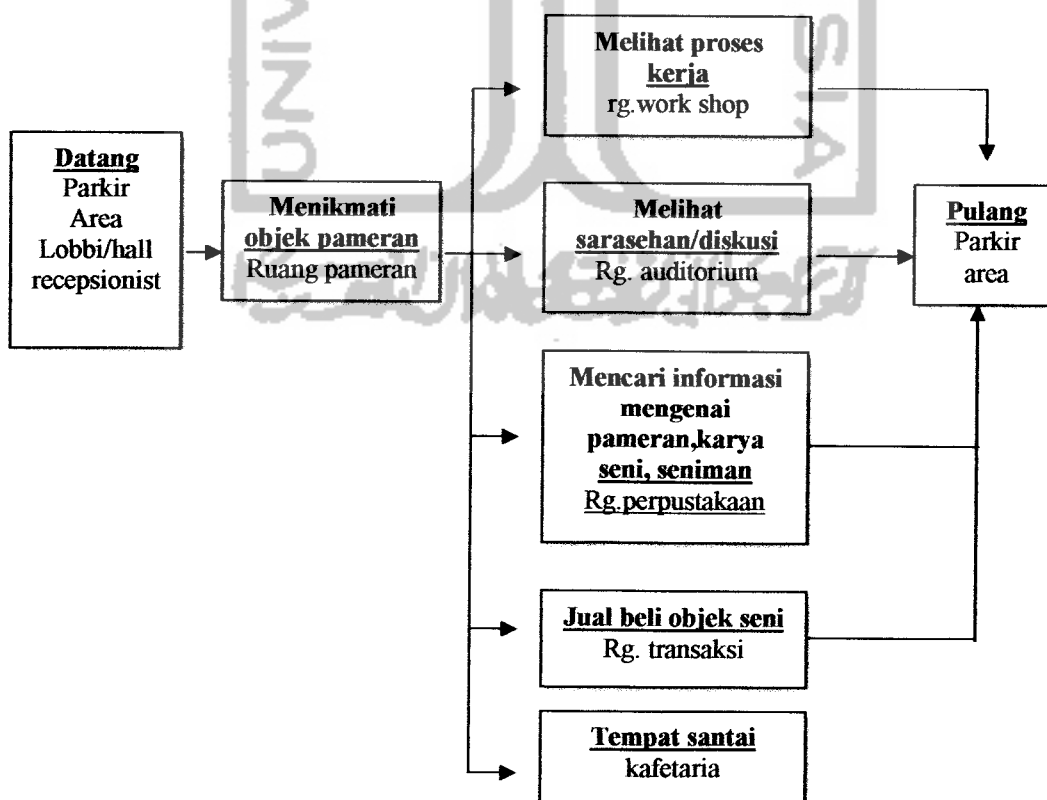 Datang
Parkir
Area
Lobbi/hall
recepsionist
Menikmati
objek pameran
Ruang pameran
Melihat proses
kerja
rg.work shop
Melihat
sarasehan/diskusi
Rg. auditorium
Mencari informasi
mengenai
pameran,karya
seni, seniman
Rg.perpustakaan
Jual beli objek seni
Rg. transaksi
Tempat santai
kafetaria
Pulang
Parkir
area
UNIV
SIA